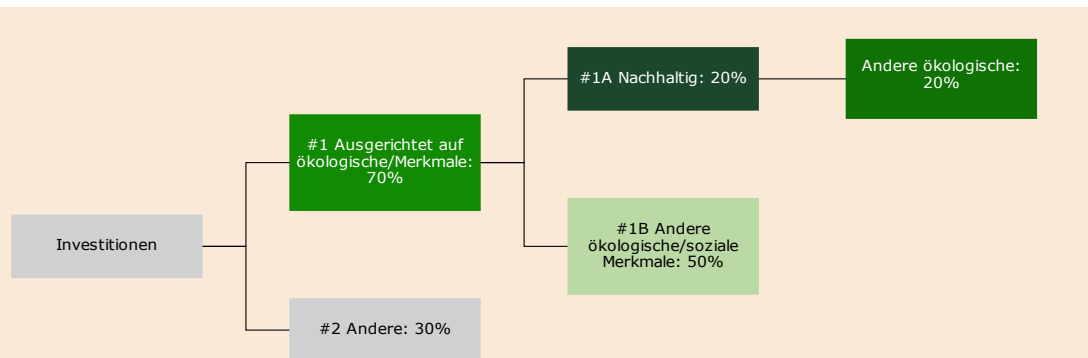 Andere ökologische:
20%
#1A Nachhaltig: 20%
#1 Ausgerichtet auf
ökologische/Merkmale:
70%
#1B Andere
ökologische/soziale
Merkmale: 50%
Investitionen
#2 Andere: 30%